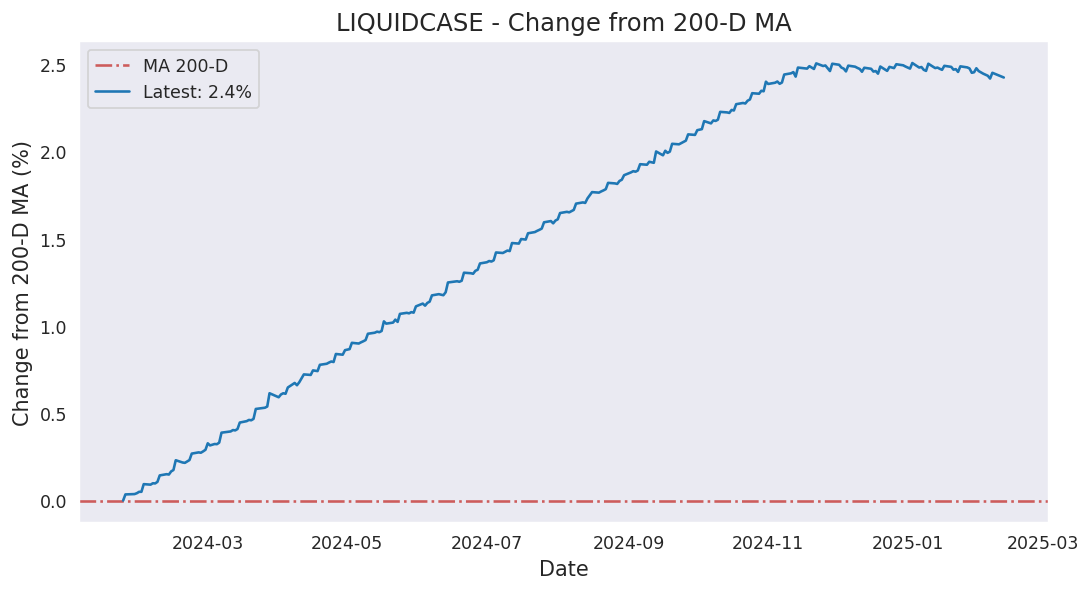 LIQUIDCASE - Change from 200-D MA
MA 200-D
Latest: 2.4%
Change from 200-D MA (%)
2.5
2.0
1.5
1.0
0.5
0.0
2024-03 2024-05 2024-07 2024-09 2024-11 2025-01 2025-03
Date